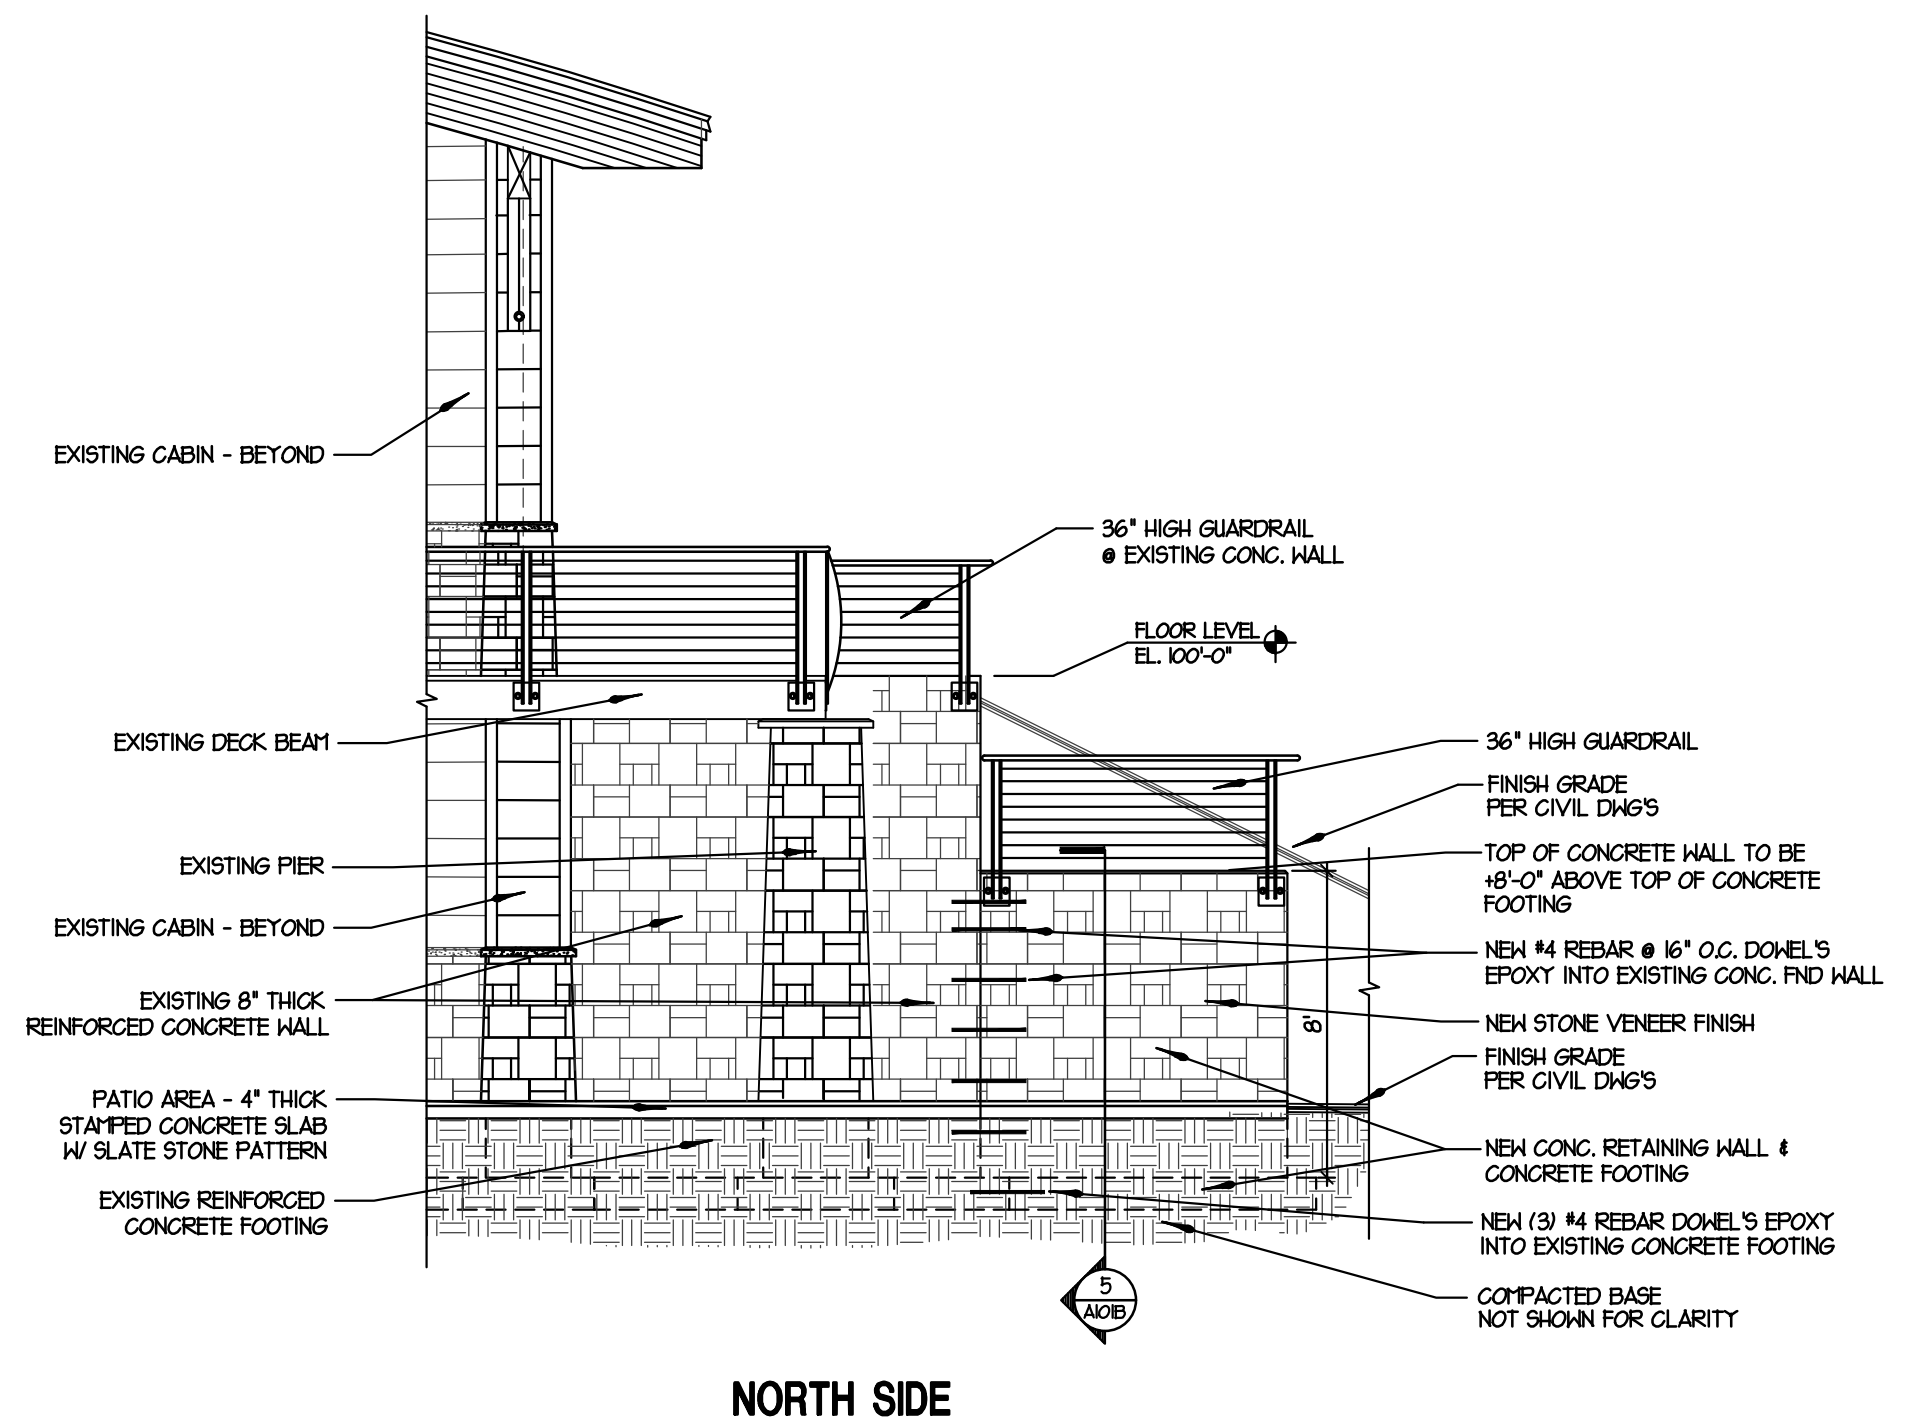 EXISTING CABIN - BEYOND
36" HIGH GUARDRAIL
@ EXISTING CONC. WALL
FLOOR LEVEL
EL. 100'-0"
EXISTING DECK BEAM
36" HIGH GUARDRAIL
FINISH GRADE
PER CIVIL DWG'S
EXISTING PIER
TOP OF CONCRETE WALL TO BE
+8'-0" ABOVE TOP OF CONCRETE
FOOTING
EXISTING CABIN - BEYOND
NEW #4 REBAR @ 16" O.C. DOWEL'S
EPOXY INTO EXISTING CONC. FND WALL
EXISTING 8" THICK
REINFORCED CONCRETE WALL
NEW STONE VENEER FINISH
8'
FINISH GRADE
PER CIVIL DWG'S
PATIO AREA - 4" THICK
STAMPED CONCRETE SLAB
W/ SLATE STONE PATTERN
NEW CONC. RETAINING WALL &
CONCRETE FOOTING
EXISTING REINFORCED
CONCRETE FOOTING
NEW (3) #4 REBAR DOWEL'S EPOXY
INTO EXISTING CONCRETE FOOTING
5
A101B
COMPACTED BASE
NOT SHOWN FOR CLARITY
NORTH SIDE